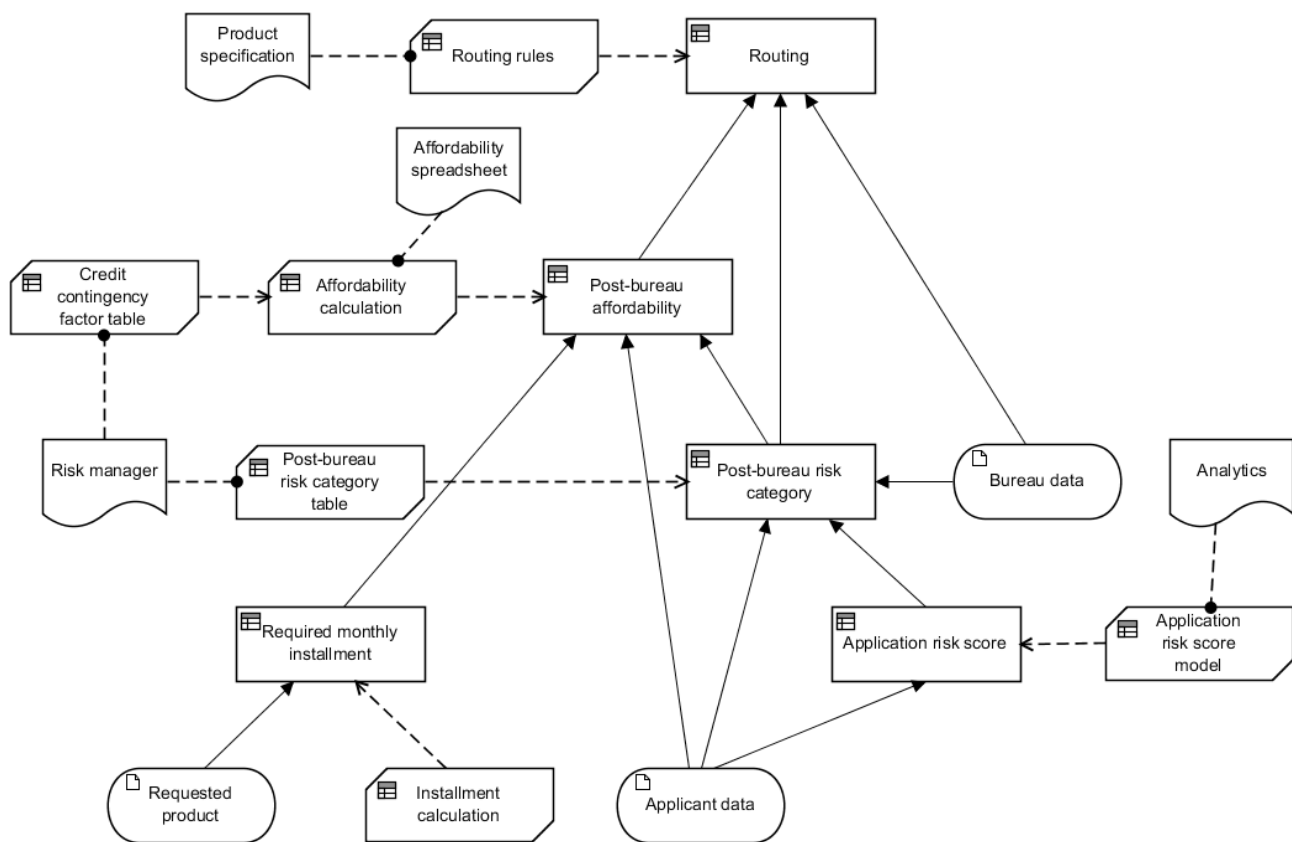 Product
specification
Routing rules
Routing
Affordability
spreadsheet
Credit
contingency
factor table
Affordability
calculation
Post-bureau
affordability
Risk manager
Post-bureau
risk category
table
Post-bureau risk
category
Bureau data
Analytics
Required monthly
installment
Application risk score
Application
risk score
model
Requested
product
Installment
calculation
Applicant data